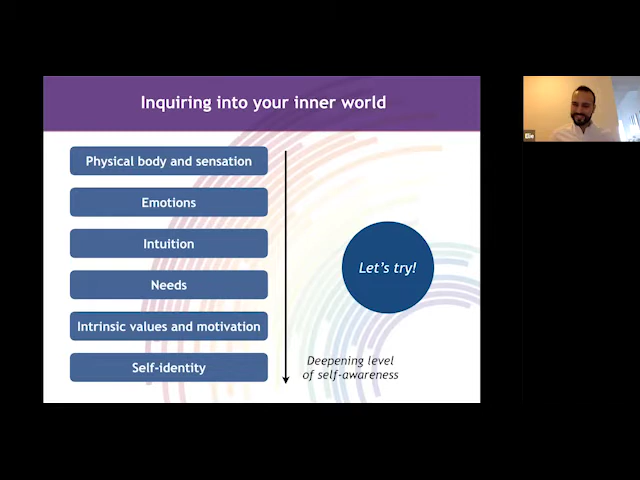 Inquiring into your inner world
Physical body and sensation
Emotions
Intuition
Needs
Intrinsic values and motivation
Self-identity
Let's try!
Deepening level
of self-awareness
Elie